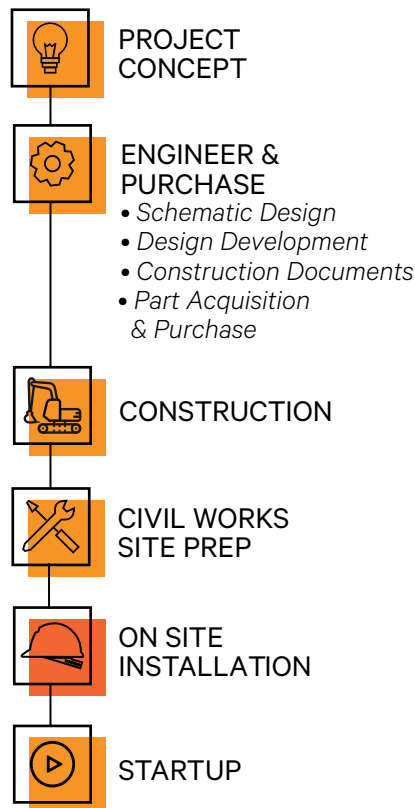 PROJECT
CONCEPT
ENGINEER &
PURCHASE
• Schematic Design
• Design Development
• Construction Documents
• Part Acquisition
& Purchase
CONSTRUCTION
CIVIL WORKS
SITE PREP
ON SITE
INSTALLATION
STARTUP